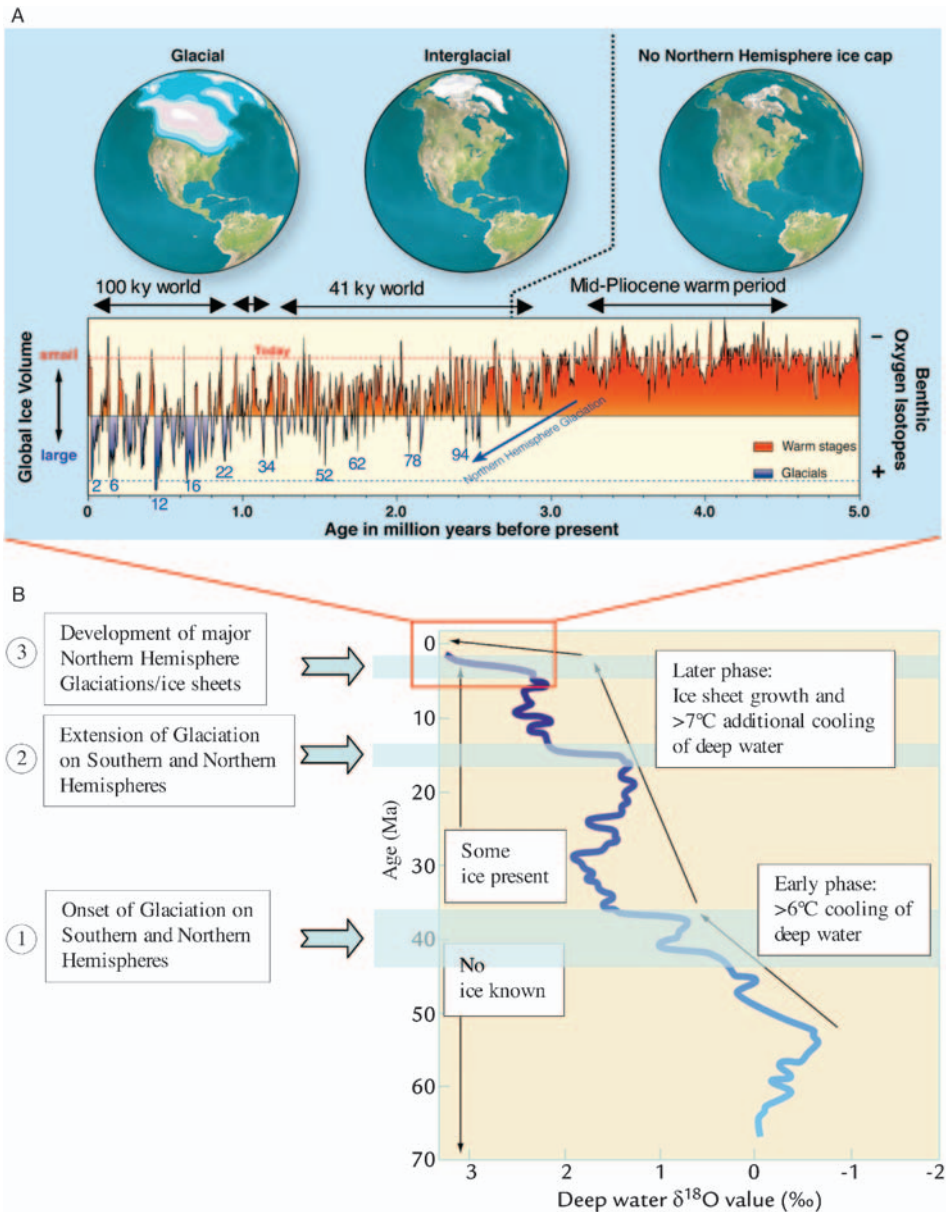 A
Glacial
Interglacial
No Northern Hemisphere ice cap
100 ky world
41 ky world
Mid-Pliocene warm period
Global Ice Volume
small
large
Today
Northern Hemisphere Glaciation
2
6
12
16
22
34
52
62
78
94
Warm stages
Glacials
−
+
Oxygen Isotopes
Benthic
0
1.0
2.0
3.0
4.0
5.0
Age in million years before present
B
3
Development of major
Northern Hemisphere
Glaciations/ice sheets
2
Extension of Glaciation
on Southern and Northern
Hemispheres
1
Onset of Glaciation on
Southern and Northern
Hemispheres
Age (Ma)
0
10
20
30
40
50
60
70
Later phase:
Ice sheet growth and
>7°C additional cooling
of deep water
Some
ice present
Early phase:
>6°C cooling of
deep water
No
ice known
3
2
1
0
-1
-2
Deep water δ18O value (‰)